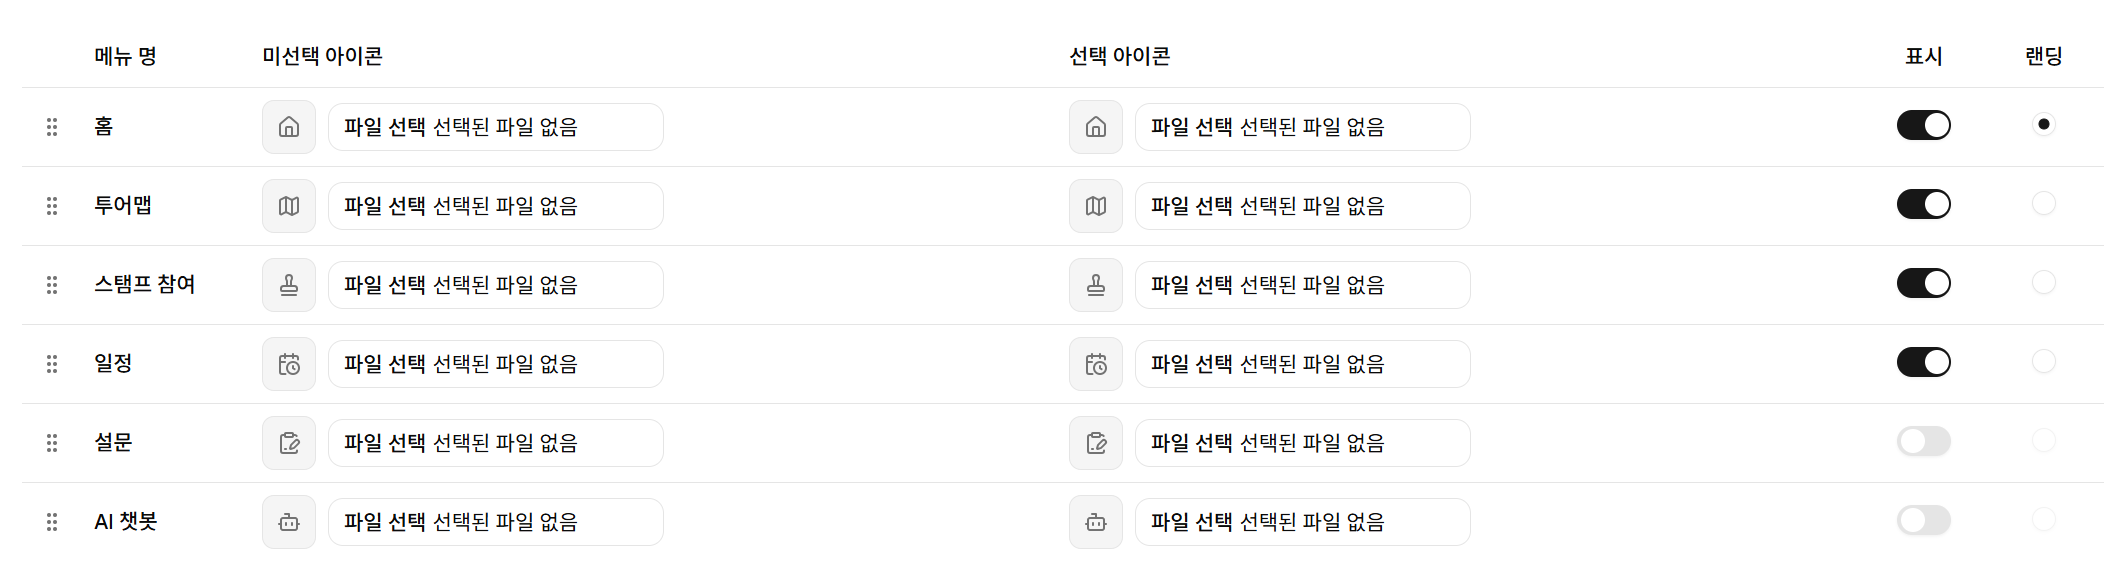 메뉴 명 미선택 아이콘 선택 아이콘 표시 랜딩
홈 파일 선택 선택된 파일 없음 파일 선택 선택된 파일 없음
투어맵 파일 선택 선택된 파일 없음 파일 선택 선택된 파일 없음
스탬프 참여 파일 선택 선택된 파일 없음 파일 선택 선택된 파일 없음
일정 파일 선택 선택된 파일 없음 파일 선택 선택된 파일 없음
설문 파일 선택 선택된 파일 없음 파일 선택 선택된 파일 없음
AI 챗봇 파일 선택 선택된 파일 없음 파일 선택 선택된 파일 없음